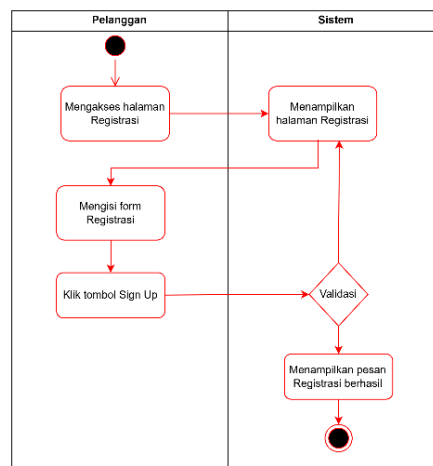 Pelanggan
Sistem
Mengakses halaman
Registrasi
Menampilkan
halaman Registrasi
Mengisi form
Registrasi
Klik tombol Sign Up
Validasi
Menampilkan pesan
Registrasi berhasil